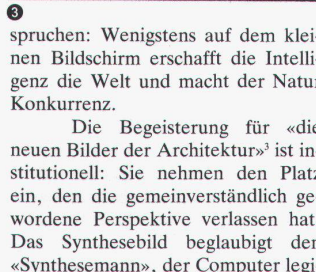 3
spruchen: Wenigstens auf dem klei-
nen Bildschirm erschafft die Intelli-
genz die Welt und macht der Natur
Konkurrenz.
Die Begeisterung für «die
neuen Bilder der Architektur»³ ist in-
stitutionell: Sie nehmen den Platz
ein, den die gemeinverständlich ge-
wordene Perspektive verlassen hat.
Das Synthesebild beglaubigt den
«Synthesemann», der Computer legi-